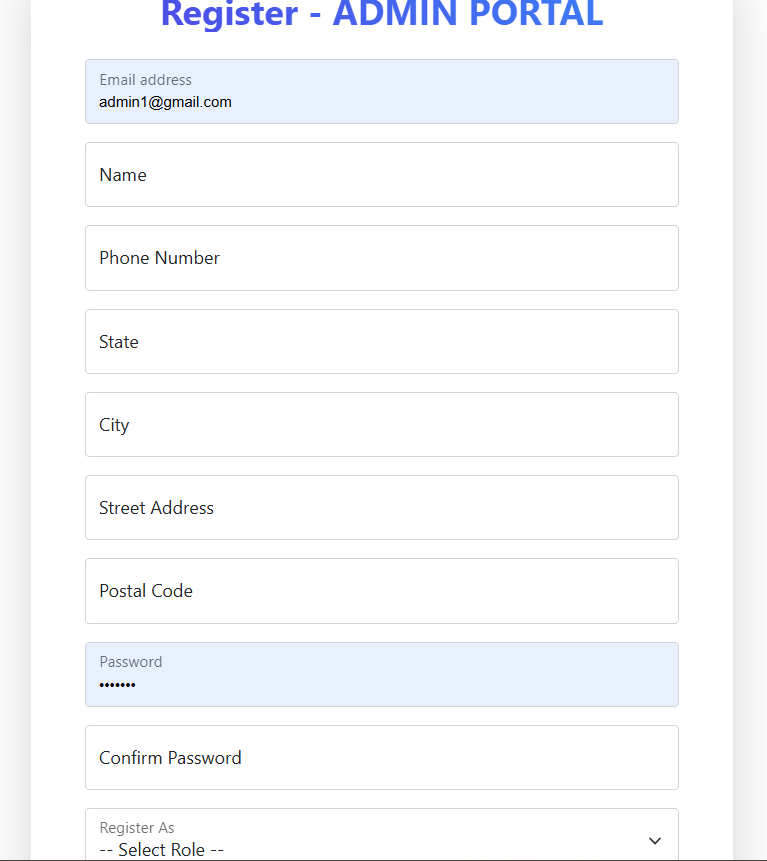 Register - ADMIN PORTAL
Email address
admin1@gmail.com
Name
Phone Number
State
City
Street Address
Postal Code
Password
•••••••
Confirm Password
Register As
-- Select Role --